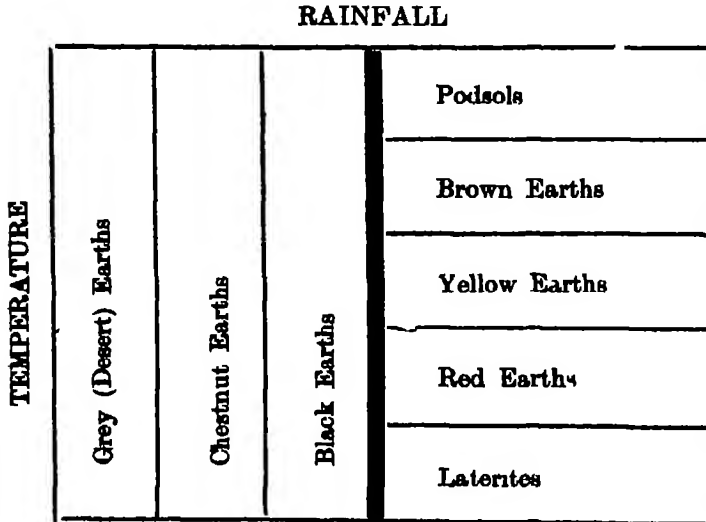 RAINFALL
TEMPERATURE
Grey (Desert) Earths
Chestnut Earths
Black Earths
Podsols
Brown Earths
Yellow Earths
Red Earths
Laterites